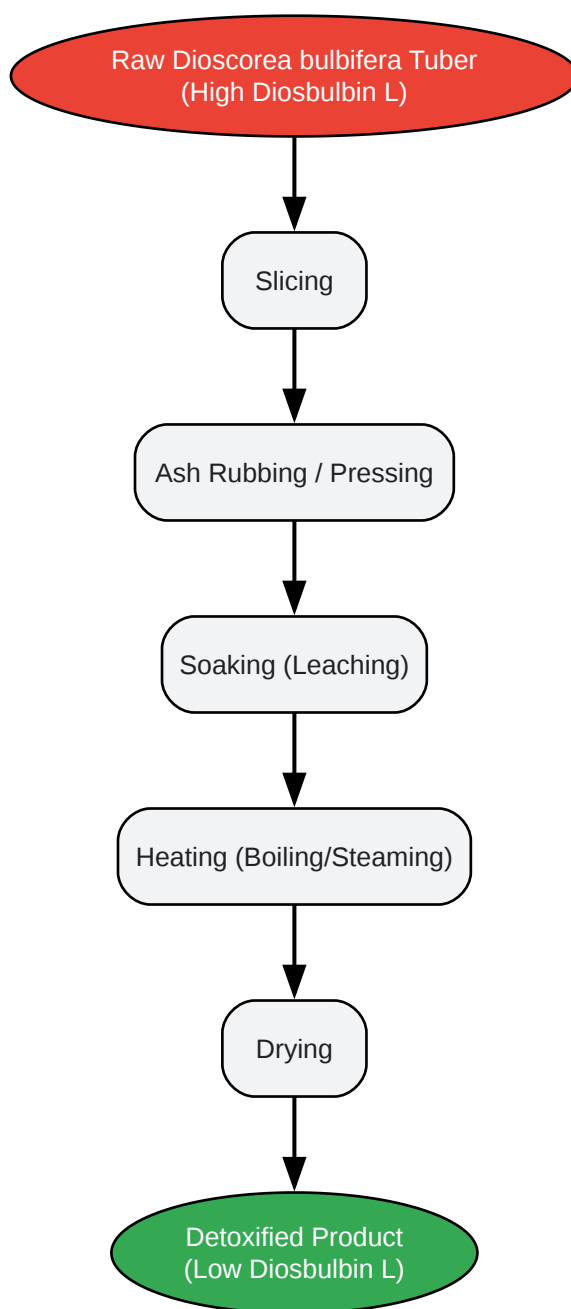 Raw Dioscorea bulbifera Tuber
(High Diosbulbin L)
Slicing
Ash Rubbing / Pressing
Soaking (Leaching)
Heating (Boiling/Steaming)
Drying
Detoxified Product
(Low Diosbulbin L)